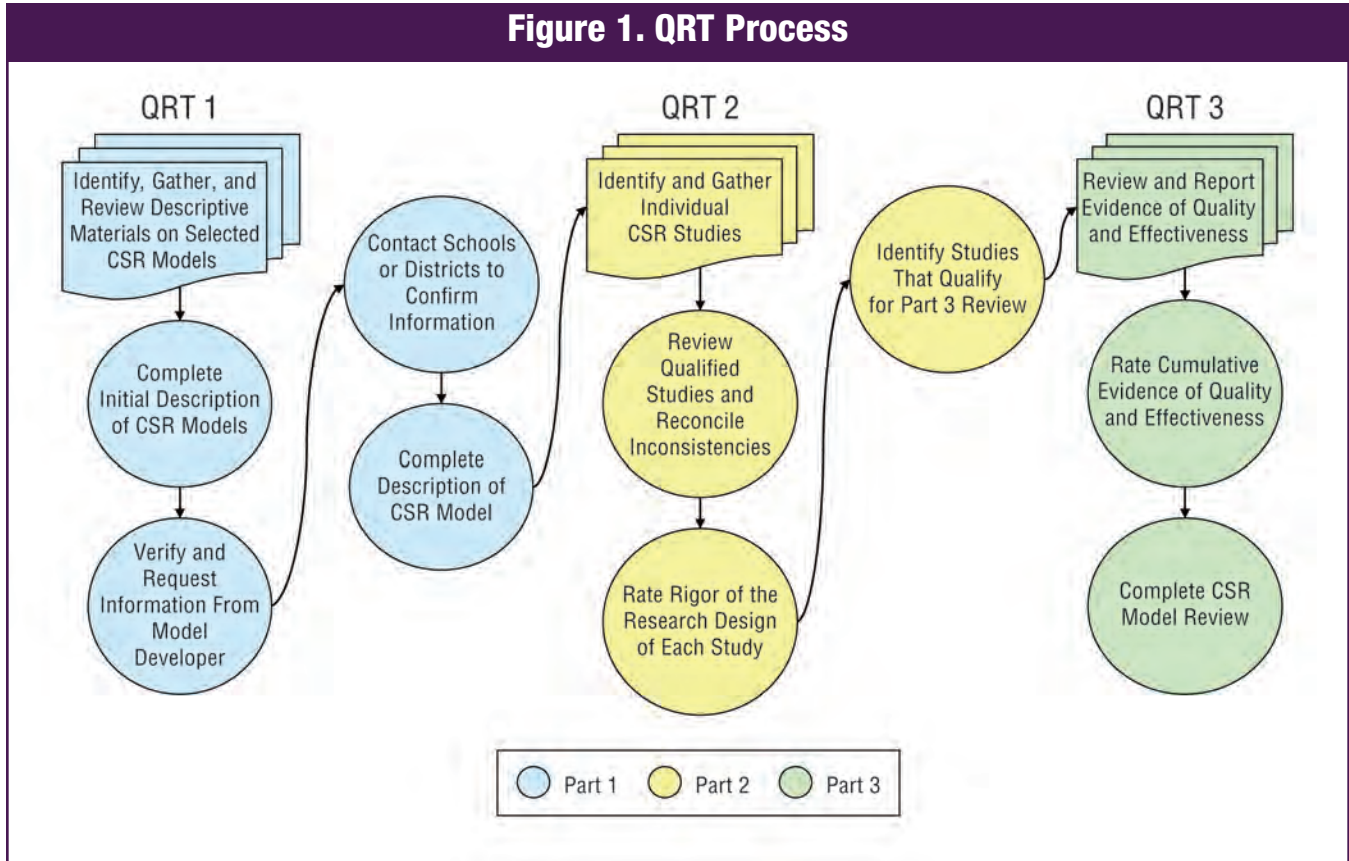 Figure 1. QRT Process
QRT 1
Identify, Gather, and
Review Descriptive
Materials on Selected
CSR Models
Complete
Initial Description
of CSR Models
Verify and
Request
Information From
Model
Developer
Contact Schools
or Districts to
Confirm
Information
Complete
Description of
CSR Model
QRT 2
Identify and Gather
Individual
CSR Studies
Review
Qualified
Studies and
Reconcile
Inconsistencies
Rate Rigor of the
Research Design
of Each Study
Identify Studies
That Qualify
for Part 3 Review
QRT 3
Review and Report
Evidence of Quality
and Effectiveness
Rate Cumulative
Evidence of Quality
and Effectiveness
Complete CSR
Model Review
Part 1
Part 2
Part 3